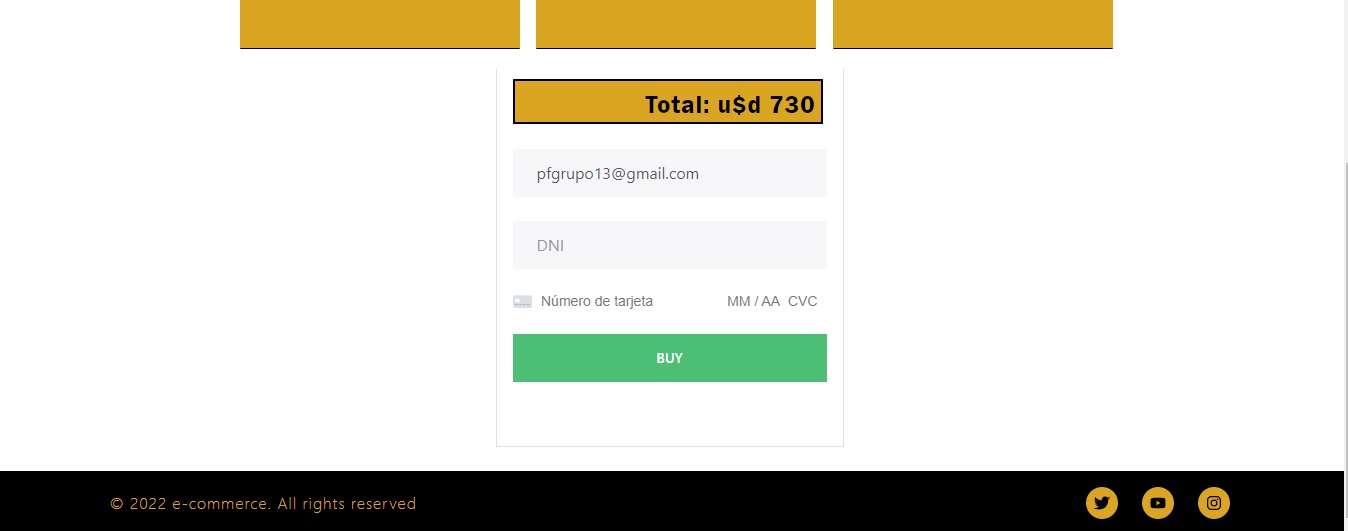 Total: u$d 730
pfgrupo13@gmail.com
DNI
Número de tarjeta MM / AA CVC
BUY
© 2022 e-commerce. All rights reserved